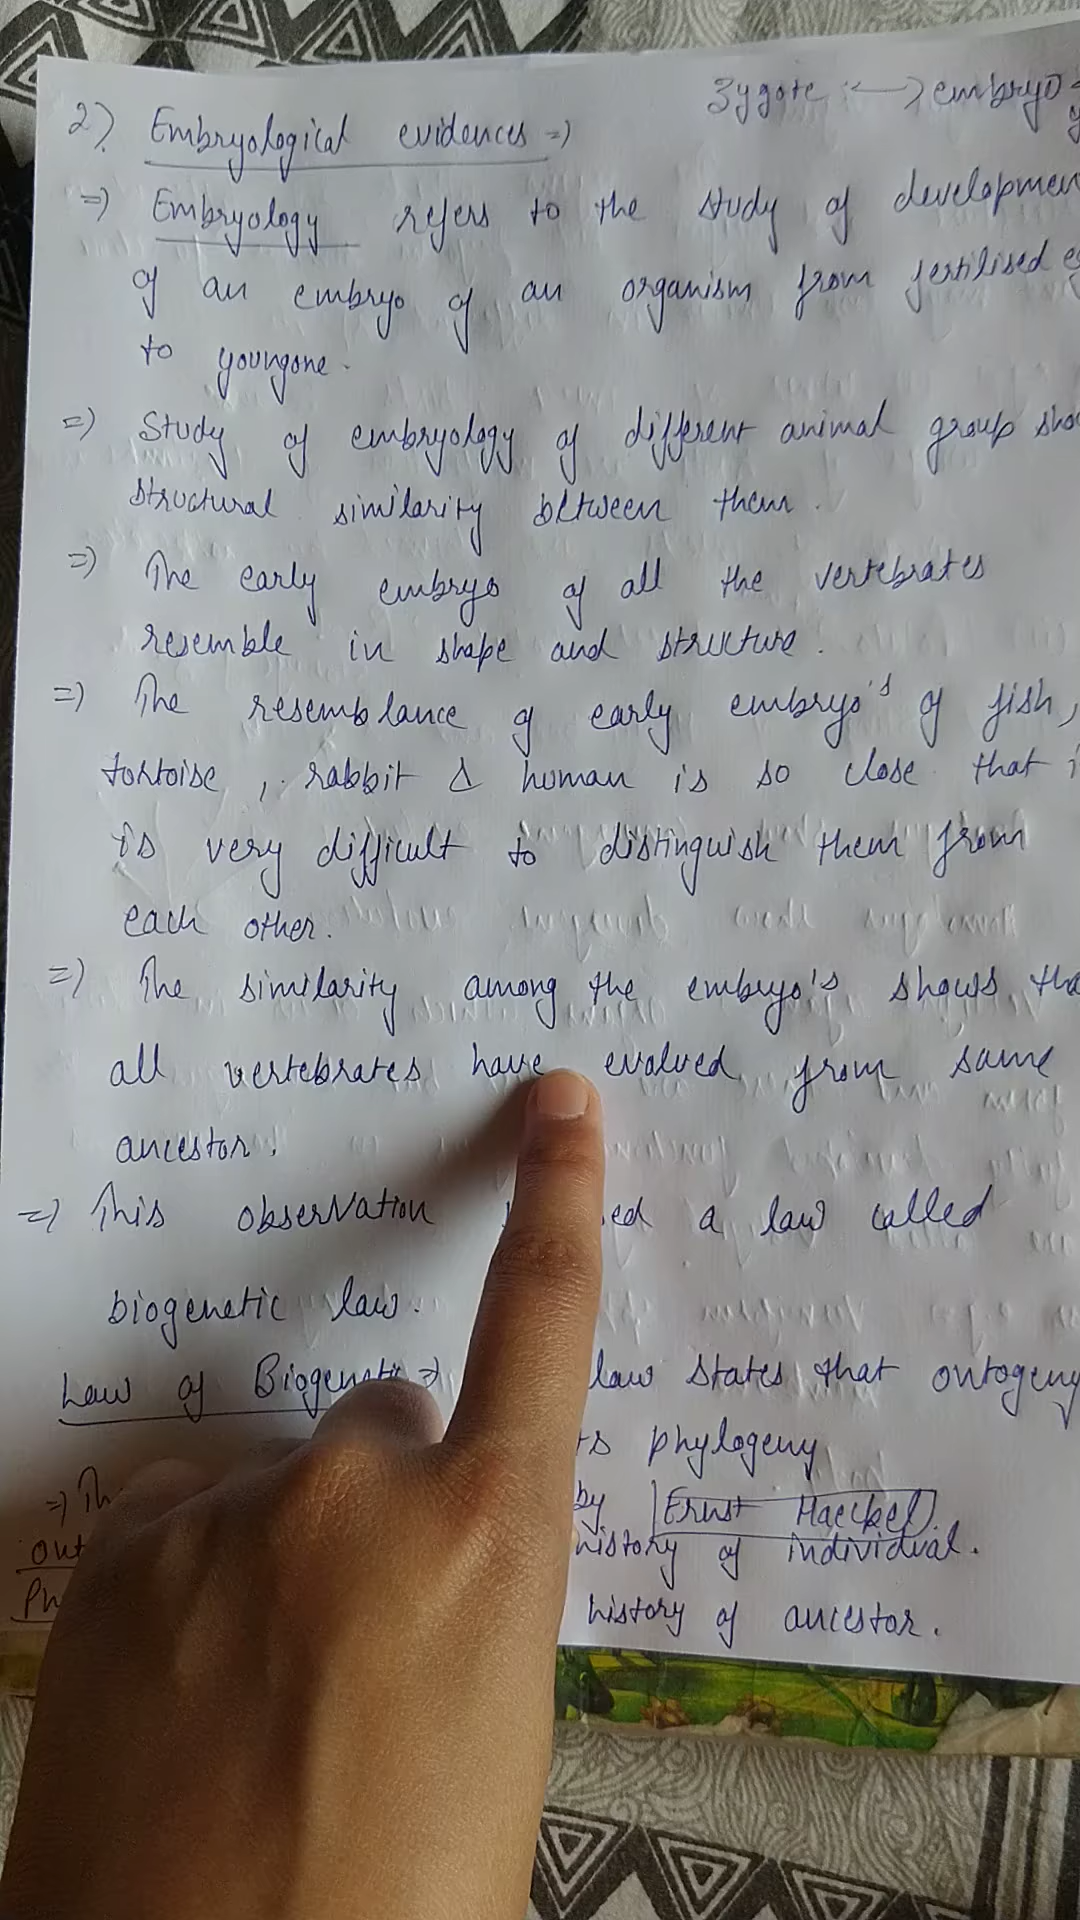 Zygote <--> embryo
2). Embryological evidences =>
=> Embryology refers to the study of developmen
of an embryo of an organism from fertilised
to youngone.
=> Study of embryology of different animal group sho
structural similarity between them.
=> The early embryo of all the vertebrates
resemble in shape and structure.
=> The resemblance of early embryo's of fish,
tortoise, rabbit & human is so close that i
is very difficult to distinguish them from
each other.
=> The similarity among the embryo's shows tha
all vertebrates have evolved from same
ancestor.
=> This observation a law called
biogenetic law.
Law of Biogenetic => law states that ontogeny
phylogeny
=> Th by Ernst Haeckel.
Ont history of individual.
Ph history of ancestor.